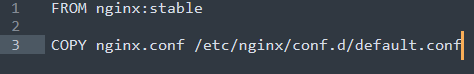 1 FROM nginx:stable
2
3 COPY nginx.conf /etc/nginx/conf.d/default.conf